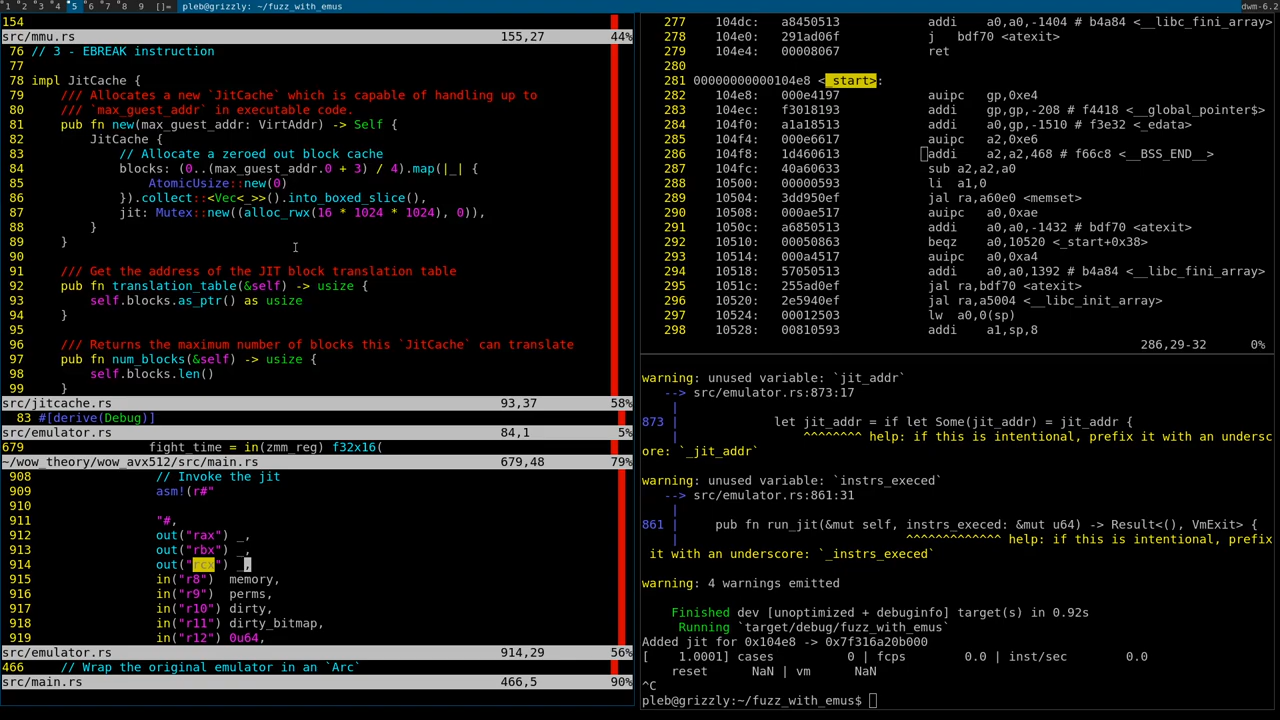 1 2 3 4 5 6 7 8 9 []= pleb@grizzly: ~/fuzz_with_emus dwm-6.2
154
src/mmu.rs 155,27 44%
76 // 3 - EBREAK instruction
77
78 impl JitCache {
79 /// Allocates a new `JitCache` which is capable of handling up to
80 /// `max_guest_addr` in executable code.
81 pub fn new(max_guest_addr: VirtAddr) -> Self {
82 JitCache {
83 // Allocate a zeroed out block cache
84 blocks: (0..(max_guest_addr.0 + 3) / 4).map(|_| {
85 AtomicUsize::new(0)
86 }).collect::<Vec<_>>().into_boxed_slice(),
87 jit: Mutex::new((alloc_rwx(16 * 1024 * 1024), 0)),
88 }
89 }
90
91 /// Get the address of the JIT block translation table
92 pub fn translation_table(&self) -> usize {
93 self.blocks.as_ptr() as usize
94 }
95
96 /// Returns the maximum number of blocks this `JitCache` can translate
97 pub fn num_blocks(&self) -> usize {
98 self.blocks.len()
99 }
src/jitcache.rs 93,37 58%
83 #[derive(Debug)]
src/emulator.rs 84,1 5%
679 fight_time = in(zmm_reg) f32x16(
~/wow_theory/wow_avx512/src/main.rs 679,48 79%
908 // Invoke the jit
909 asm!(r#"
910
911 "#,
912 out("rax") _,
913 out("rbx") _,
914 out("rcx") _,
915 in("r8") memory,
916 in("r9") perms,
917 in("r10") dirty,
918 in("r11") dirty_bitmap,
919 in("r12") 0u64,
src/emulator.rs 914,29 56%
466 // Wrap the original emulator in an `Arc`
src/main.rs 466,5 90%
277 104dc: a8450513 addi a0,a0,-1404 # b4a84 <__libc_fini_array>
278 104e0: 291ad06f j bdf70 <atexit>
279 104e4: 00008067 ret
280
281 00000000000104e8 <_start>:
282 104e8: 000e4197 auipc gp,0xe4
283 104ec: f3018193 addi gp,gp,-208 # f4418 <__global_pointer$>
284 104f0: a1a18513 addi a0,gp,-1510 # f3e32 <_edata>
285 104f4: 000e6617 auipc a2,0xe6
286 104f8: 1d460613 addi a2,a2,468 # f66c8 <__BSS_END__>
287 104fc: 40a60633 sub a2,a2,a0
288 10500: 00000593 li a1,0
289 10504: 3dd950ef jal ra,a60e0 <memset>
290 10508: 000ae517 auipc a0,0xae
291 1050c: a6850513 addi a0,a0,-1432 # bdf70 <atexit>
292 10510: 00050863 beqz a0,10520 <_start+0x38>
293 10514: 000a4517 auipc a0,0xa4
294 10518: 57050513 addi a0,a0,1392 # b4a84 <__libc_fini_array>
295 1051c: 255ad0ef jal ra,bdf70 <atexit>
296 10520: 2e5940ef jal ra,a5004 <__libc_init_array>
297 10524: 00012503 lw a0,0(sp)
298 10528: 00810593 addi a1,sp,8
286,29-32 0%
warning: unused variable: `jit_addr`
--> src/emulator.rs:873:17
|
873 | let jit_addr = if let Some(jit_addr) = jit_addr {
| ^^^^^^^^ help: if this is intentional, prefix it with an undersc
ore: `_jit_addr`
warning: unused variable: `instrs_execed`
--> src/emulator.rs:861:31
|
861 | pub fn run_jit(&mut self, instrs_execed: &mut u64) -> Result<(), VmExit> {
| ^^^^^^^^^^^^^ help: if this is intentional, prefix
it with an underscore: `_instrs_execed`
warning: 4 warnings emitted
Finished dev [unoptimized + debuginfo] target(s) in 0.92s
Running `target/debug/fuzz_with_emus`
Added jit for 0x104e8 -> 0x7f316a20b000
[ 1.0001] cases 0 | fcps 0.0 | inst/sec 0.0
reset NaN | vm NaN
^C
pleb@grizzly:~/fuzz_with_emus$